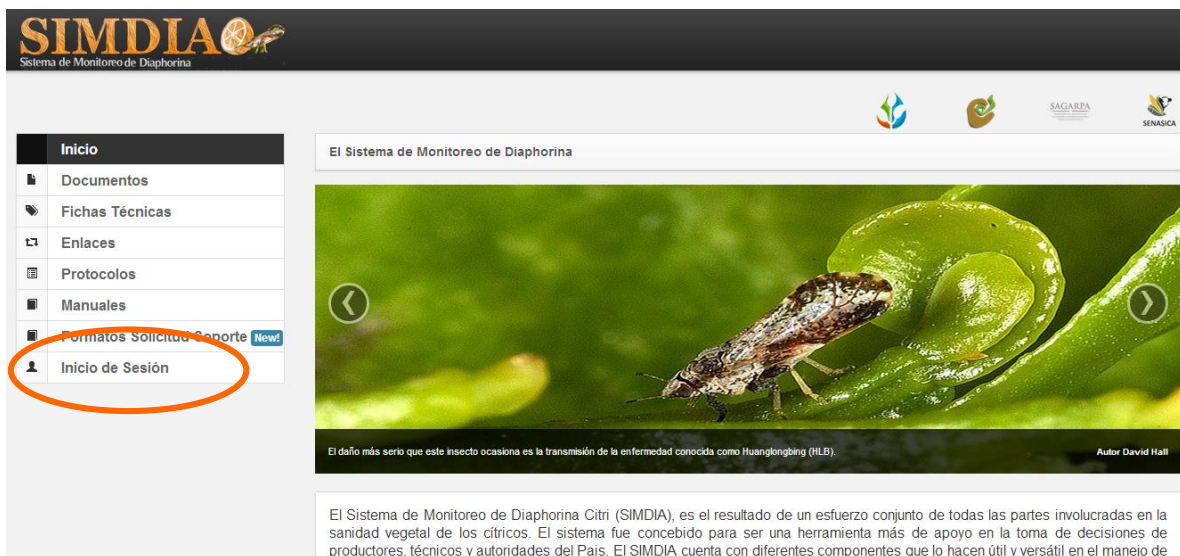 SIMDIA
Sistema de Monitoreo de Diaphorina
SAGARPA
SENASICA
Inicio
Documentos
Fichas Técnicas
Enlaces
Protocolos
Manuales
Formatos Solicitud Soporte New!
Inicio de Sesión
El Sistema de Monitoreo de Diaphorina
El daño más serio que este insecto ocasiona es la transmisión de la enfermedad conocida como Huanglongbing (HLB).
Autor David Hall
El Sistema de Monitoreo de Diaphorina Citri (SIMDIA), es el resultado de un esfuerzo conjunto de todas las partes involucradas en la
sanidad vegetal de los cítricos. El sistema fue concebido para ser una herramienta más de apoyo en la toma de decisiones de
productores, técnicos y autoridades del Pais. El SIMDIA cuenta con diferentes componentes que lo hacen útil y versátil en el manejo de